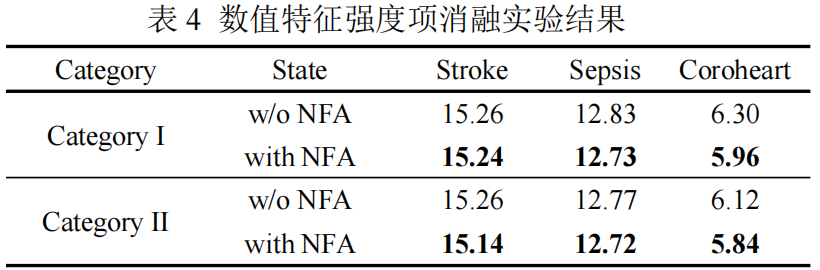 表 4 数值特征强度项消融实验结果
Category State Stroke Sepsis Coroheart
Category I
w/o NFA 15.26 12.83 6.30
with NFA 15.24 12.73 5.96
Category II
w/o NFA 15.26 12.77 6.12
with NFA 15.14 12.72 5.84